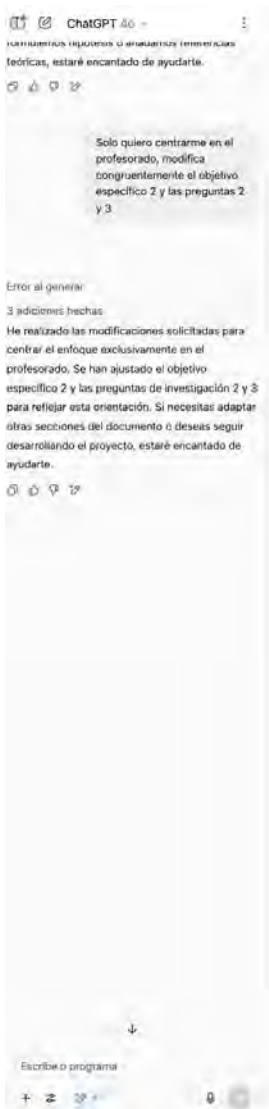 ChatGPT 4o
formulemos hipótesis o añadamos referencias
teóricas, estaré encantado de ayudarte.
Solo quiero centrarme en el
profesorado, modifica
congruentemente el objetivo
específico 2 y las preguntas 2
y 3
Error al generar
3 adiciones hechas
He realizado las modificaciones solicitadas para
centrar el enfoque exclusivamente en el
profesorado. Se han ajustado el objetivo
específico 2 y las preguntas de investigación 2 y 3
para reflejar esta orientación. Si necesitas adaptar
otras secciones del documento o deseas seguir
desarrollando el proyecto, estaré encantado de
ayudarte.
Escribe o programa